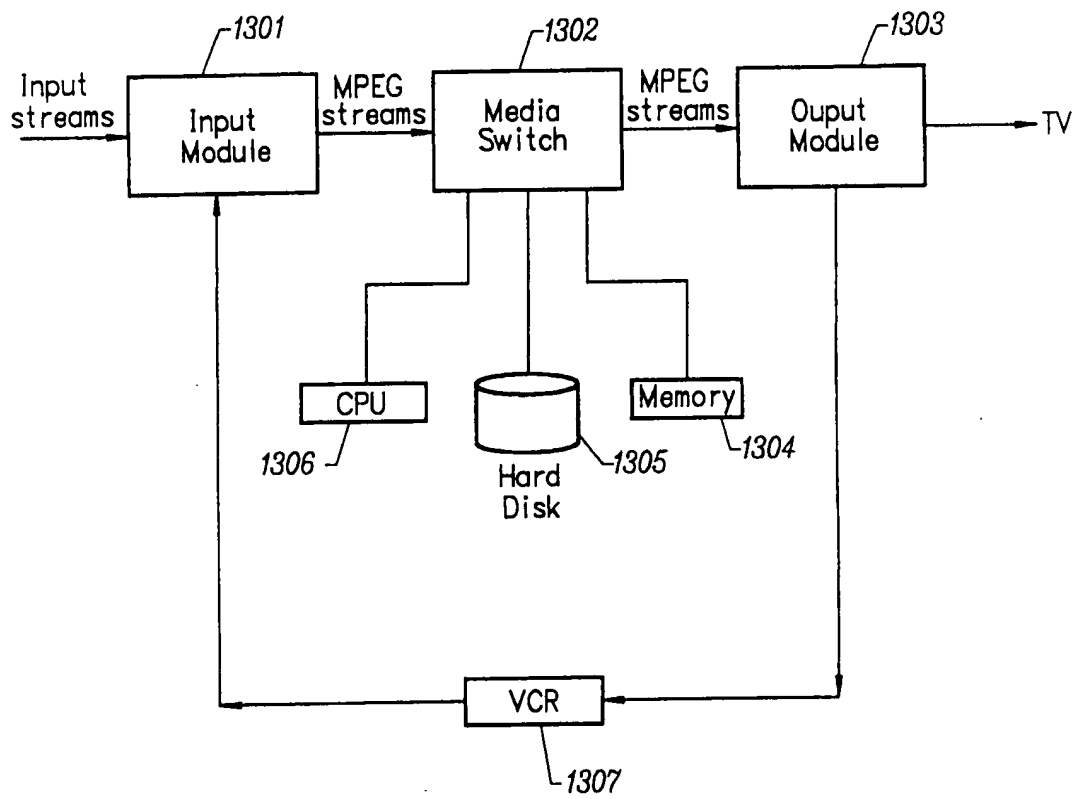 1301
1302
1303
Input
streams
Input
Module
MPEG
streams
Media
Switch
MPEG
streams
Ouput
Module
TV
CPU
1306
1305
Hard
Disk
Memory
1304
VCR
1307